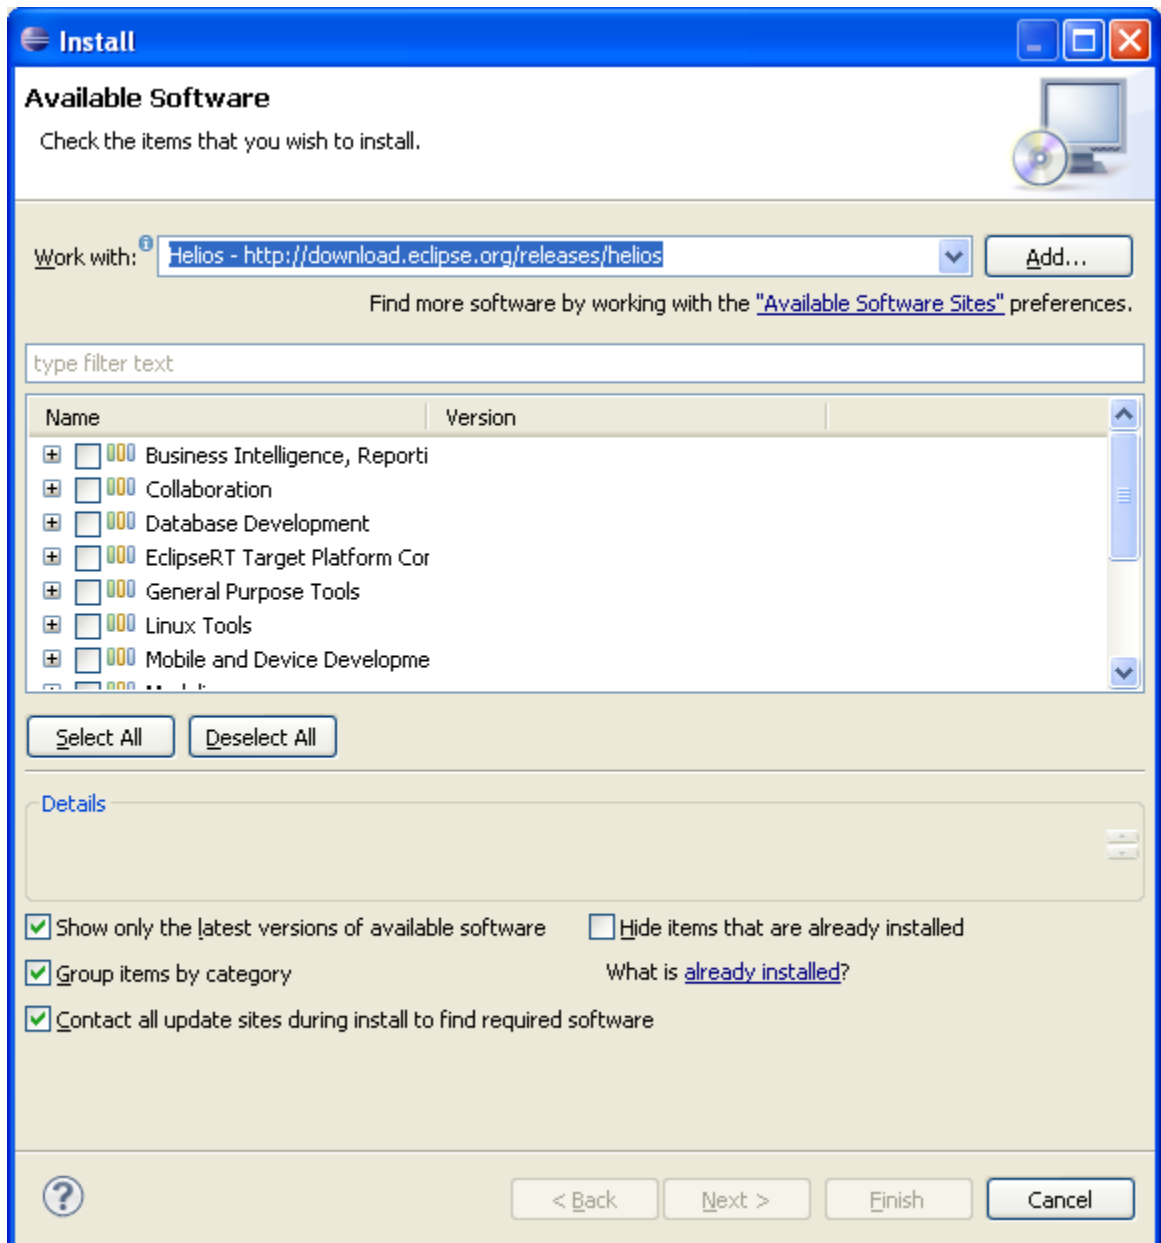 Install
Available Software
Check the items that you wish to install.
Work with: Helios - http://download.eclipse.org/releases/helios Add...
Find more software by working with the "Available Software Sites" preferences.
type filter text
Name Version
Business Intelligence, Reporti
Collaboration
Database Development
EclipseRT Target Platform Cor
General Purpose Tools
Linux Tools
Mobile and Device Developme
Select All Deselect All
Details
Show only the latest versions of available software Hide items that are already installed
Group items by category What is already installed?
Contact all update sites during install to find required software
? < Back Next > Finish Cancel